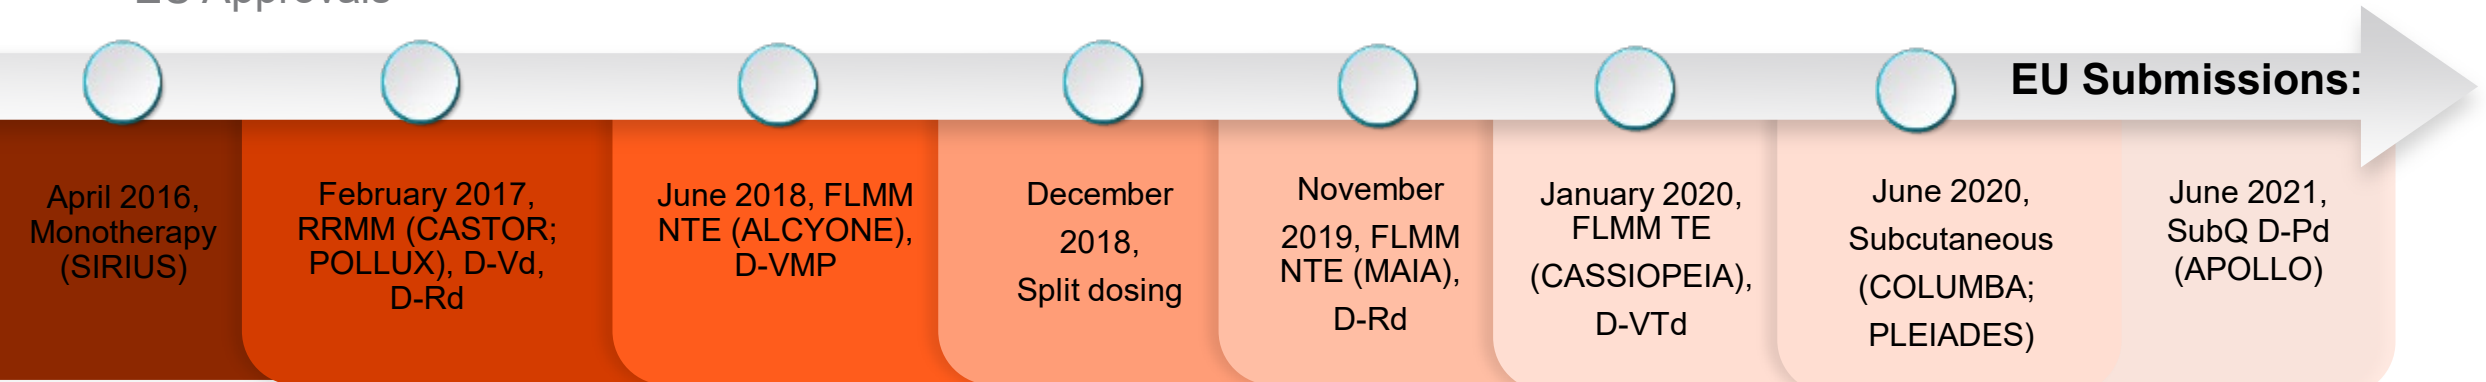 EU Approvals
EU Submissions:
April 2016,
Monotherapy
(SIRIUS)
February 2017,
RRMM (CASTOR;
POLLUX), D-Vd,
D-Rd
June 2018, FLMM
NTE (ALCYONE),
D-VMP
December
2018,
Split dosing
November
2019, FLMM
NTE (MAIA),
D-Rd
January 2020,
FLMM TE
(CASSIOPEIA),
D-VTd
June 2020,
Subcutaneous
(COLUMBA;
PLEIADES)
June 2021,
SubQ D-Pd
(APOLLO)